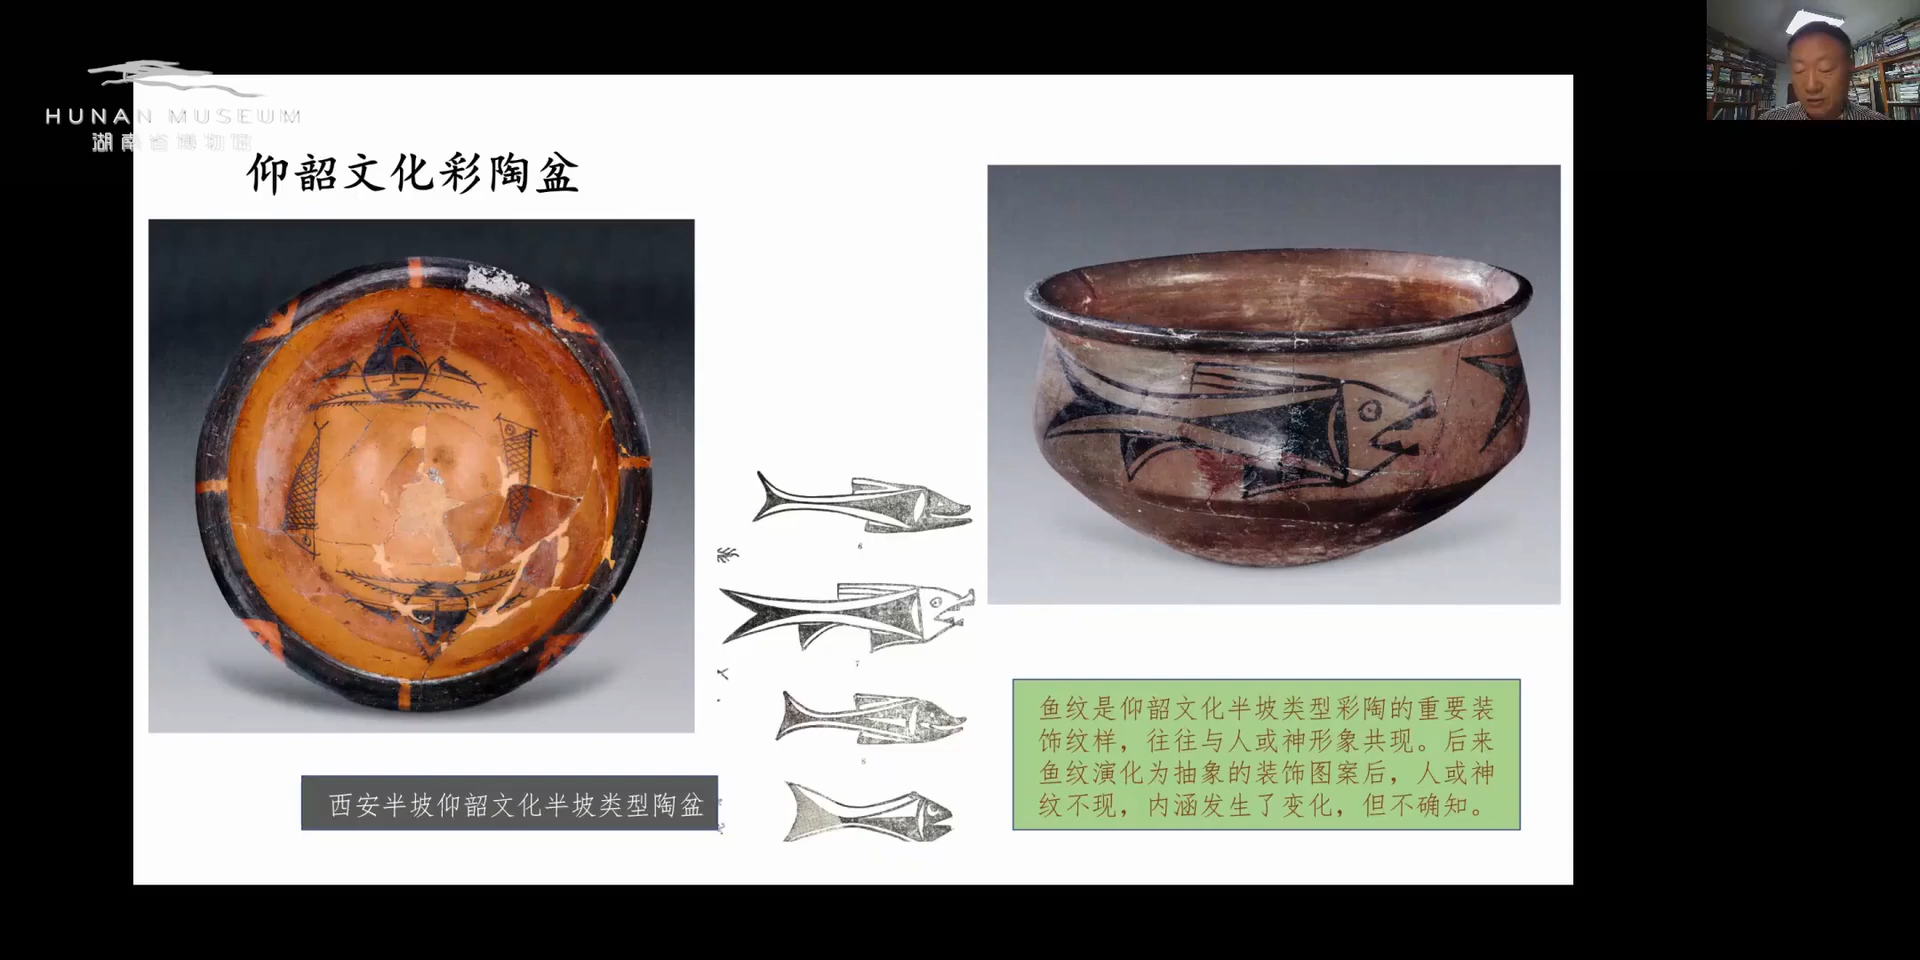 HUNAN MUSEUM
湖南省博物馆
仰韶文化彩陶盆
6
7
8
西安半坡仰韶文化半坡类型陶盆
鱼纹是仰韶文化半坡类型彩陶的重要装
饰纹样，往往与人或神形象共现。后来
鱼纹演化为抽象的装饰图案后，人或神
纹不现，内涵发生了变化，但不确知。